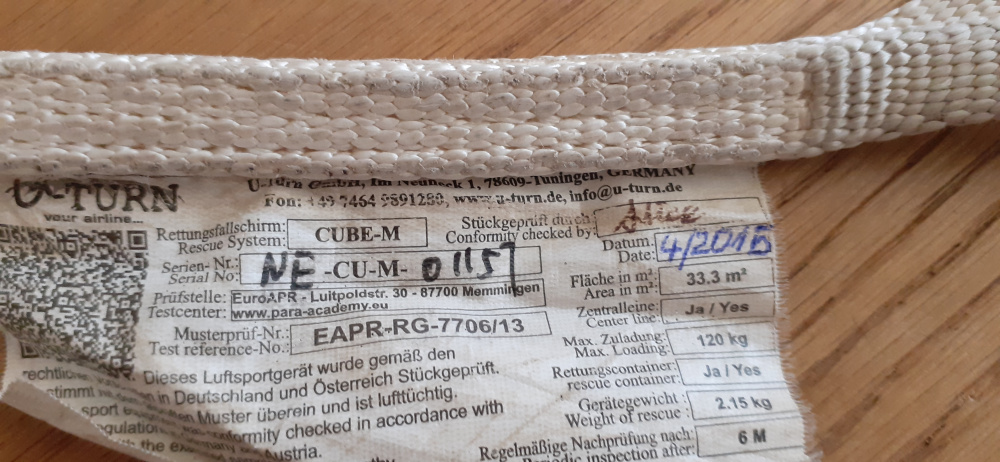 U-TURN
your airline...
U-Turn GmbH, Im Neuneck 1, 78609-Tuningen, GERMANY
Fon: +49 7464 9891280, www.u-turn.de, info@u-turn.de
Rettungsfallschirm:
Rescue System:
CUBE-M
Stückgeprüft durch:
Conformity checked by:
Alice
Serien- Nr.:
Serial No:
NE -CU-M- 01157
Datum:
Date:
4/2015
Prüfstelle:
Testcenter:
EuroAPR - Luitpoldstr. 30 - 87700 Memmingen
www.para-academy.eu
Fläche in m²:
Area in m²:
33.3 m²
Musterprüf-Nr.:
Test reference-No.:
EAPR-RG-7706/13
Zentralleine:
Center line:
Ja / Yes
Max. Zuladung:
Max. Loading:
120 kg
Rettungscontainer:
rescue container:
Ja / Yes
Gerätegewicht :
Weight of rescue :
2.15 kg
Regelmäßige Nachprüfung nach:
Periodic inspection after:
6 M
Dieses Luftsportgerät wurde gemäß den
in Deutschland und Österreich Stückgeprüft.
Muster überein und ist lufttüchtig.
conformity checked in accordance with
Austria.